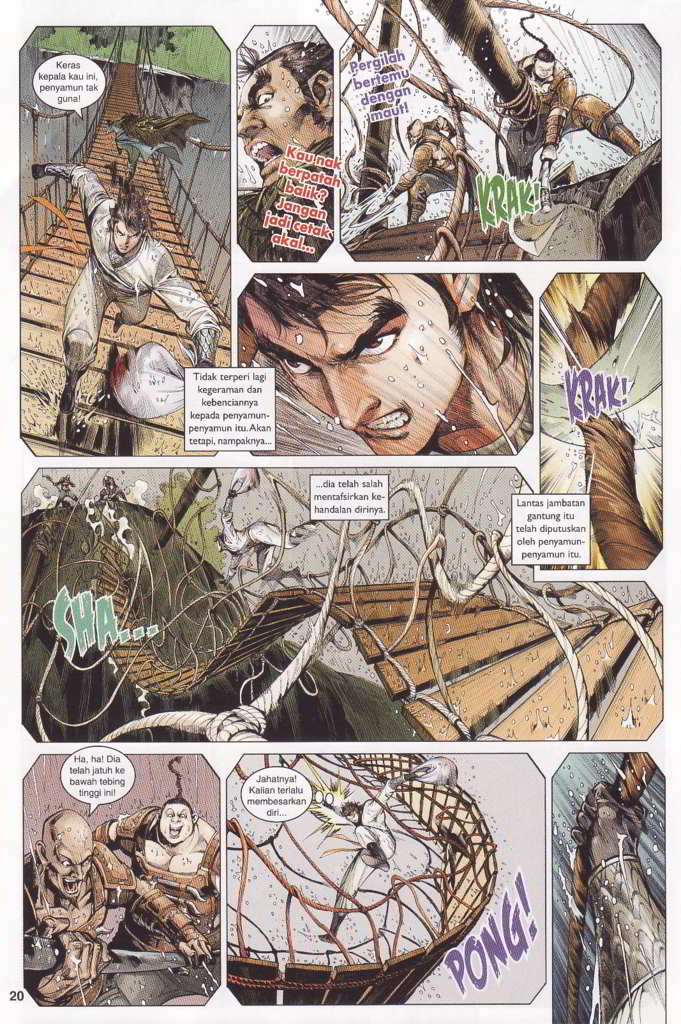 Keras
kepala kau ini,
penyamun tak
guna!
Kau nak
berpatah
balik?
Jangan
jadi cetak
akal...
Pergilah
bertemu
dengan
maut!
KRAK!
Tidak terperi lagi
kegeraman dan
kebenciannya
kepada penyamun-
penyamun itu. Akan
tetapi, nampaknya...
KRAK!
...dia telah salah
mentafsirkan ke-
handalan dirinya.
Lantas jambatan
gantung itu
telah diputuskan
oleh penyamun-
penyamun itu.
SHA...
Ha, ha! Dia
telah jatuh ke
bawah tebing
tinggi ini!
Jahatnya!
Kalian terlalu
membesarkan
diri...
PONG!
20